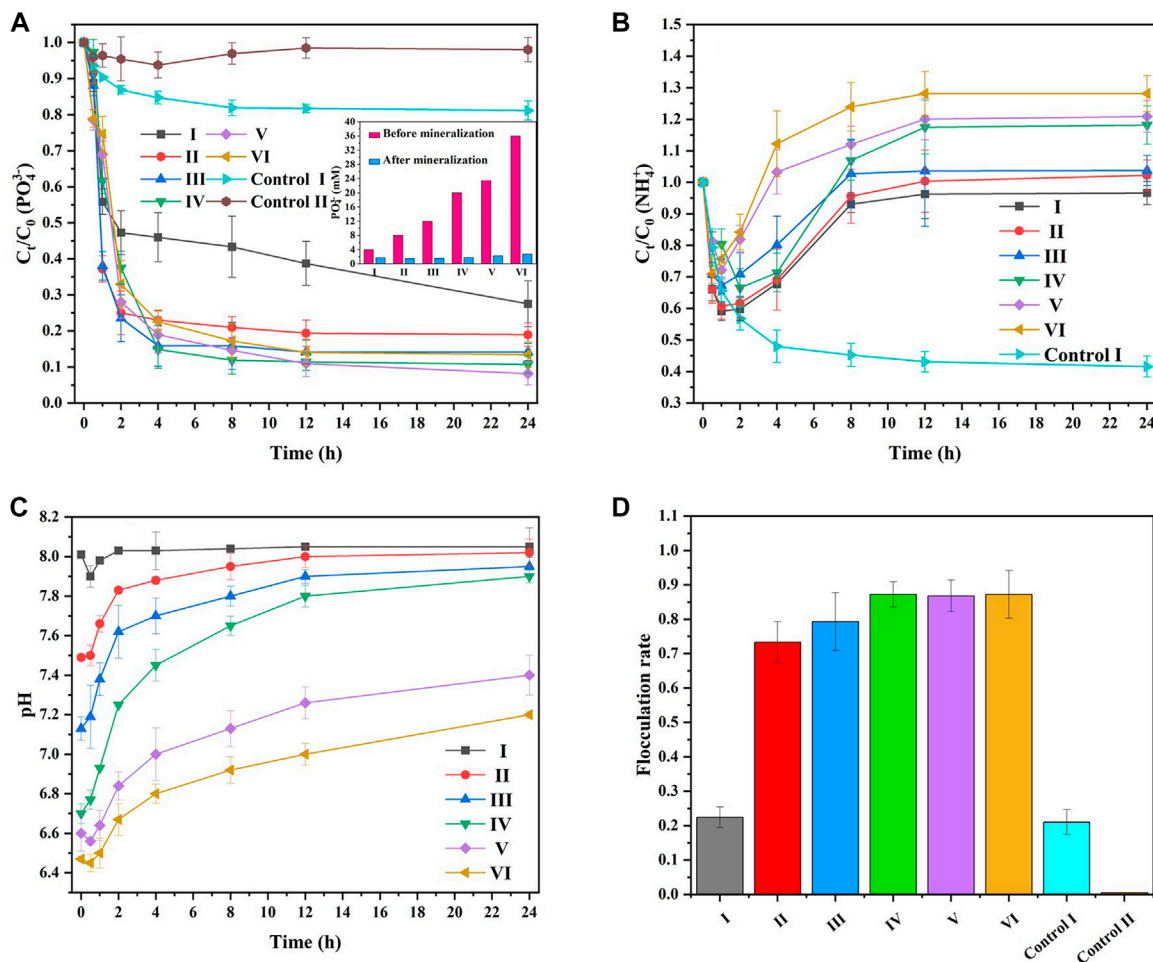 A
C_t/C_0 (PO_4^{3-})
1.0
0.9
0.8
0.7
0.6
0.5
0.4
0.3
0.2
0.1
0.0
0 2 4 6 8 10 12 14 16 18 20 22 24
Time (h)
I
II
III
IV
V
VI
Control I
Control II
PO_4^{3-} (mM)
40
36
32
28
24
20
16
12
8
4
0
Before mineralization
After mineralization
I II III IV V VI
B
C_t/C_0 (NH_4^+)
1.5
1.4
1.3
1.2
1.1
1.0
0.9
0.8
0.7
0.6
0.5
0.4
0.3
0 2 4 6 8 10 12 14 16 18 20 22 24
Time (h)
I
II
III
IV
V
VI
Control I
C
pH
8.2
8.0
7.8
7.6
7.4
7.2
7.0
6.8
6.6
6.4
0 2 4 6 8 10 12 14 16 18 20 22 24
Time (h)
I
II
III
IV
V
VI
D
Flocculation rate
1.1
1.0
0.9
0.8
0.7
0.6
0.5
0.4
0.3
0.2
0.1
0.0
I II III IV V VI Control I Control II